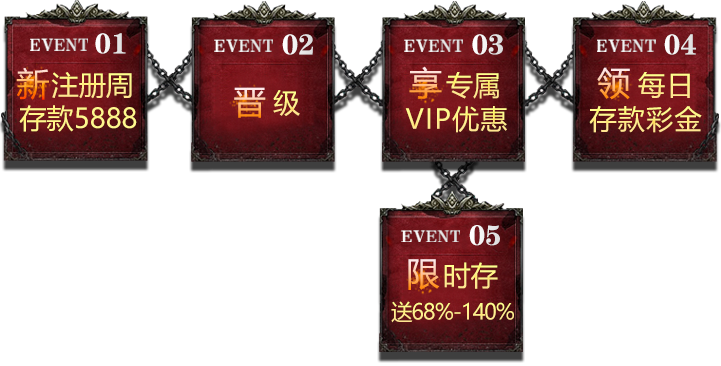 EVENT 01
新注册周
存款5888
EVENT 02
晋级
EVENT 03
享专属
VIP优惠
EVENT 04
领每日
存款彩金
EVENT 05
限时存
送68%-140%